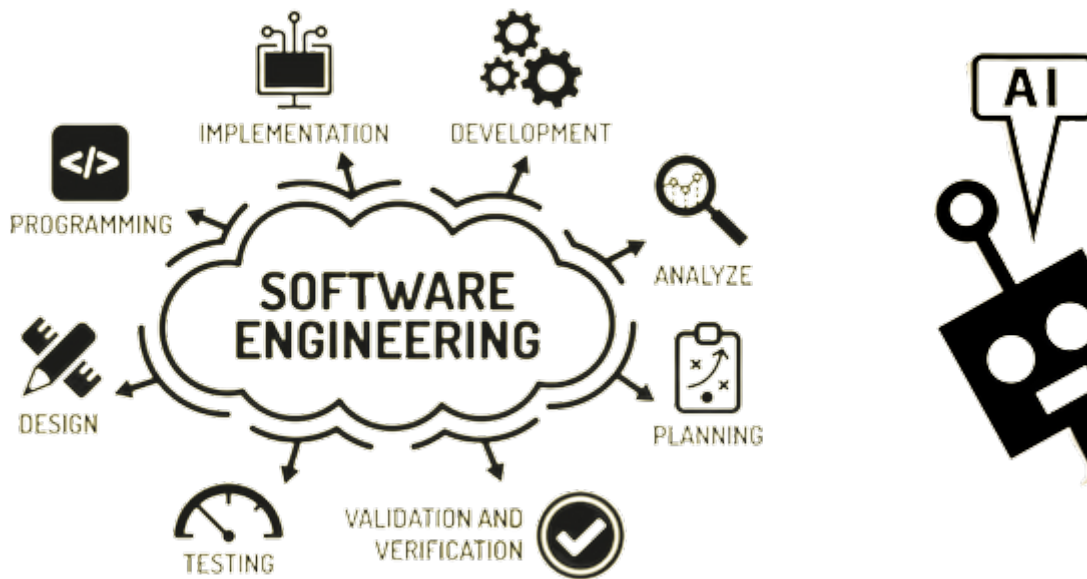 IMPLEMENTATION
DEVELOPMENT
AI
</>
PROGRAMMING
ANALYZE
SOFTWARE
ENGINEERING
DESIGN
PLANNING
TESTING
VALIDATION AND
VERIFICATION